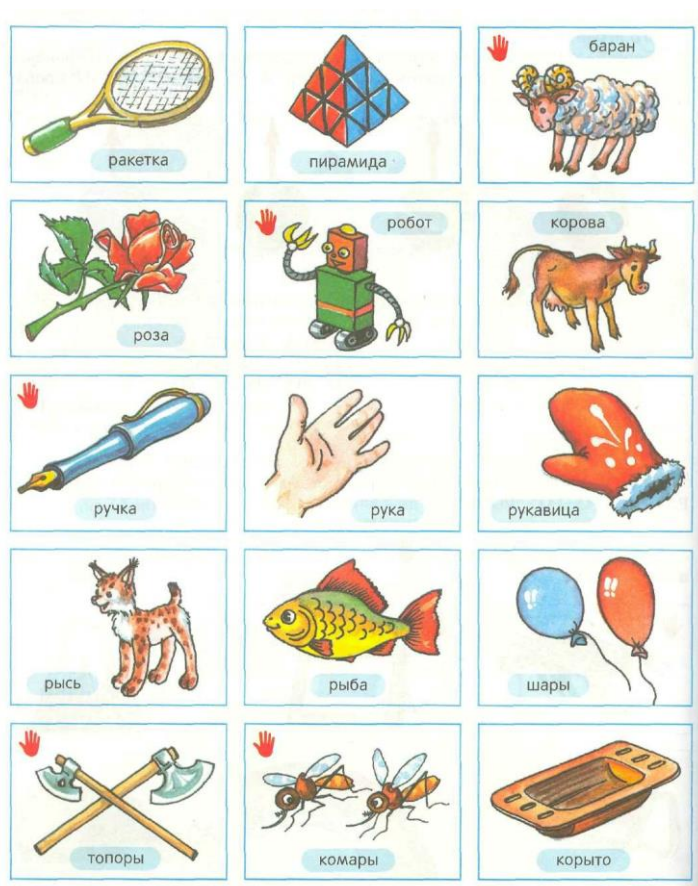 ракетка
пирамида
баран
роза
робот
корова
ручка
рука
рукавица
рысь
рыба
шары
топоры
комары
корыто